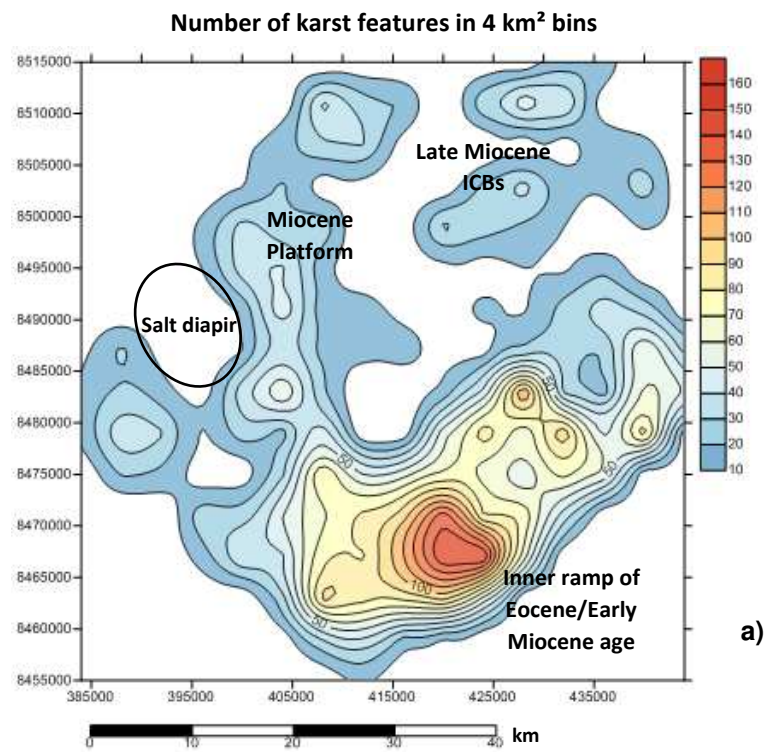 Number of karst features in 4 km² bins
8515000
8510000
8505000
8500000
8495000
8490000
8485000
8480000
8475000
8470000
8465000
8460000
8455000
385000 395000 405000 415000 425000 435000
Late Miocene
ICBs
Miocene
Platform
Salt diapir
50
50
50
100
50
Inner ramp of
Eocene/Early
Miocene age
160
150
140
130
120
110
100
90
80
70
60
50
40
30
20
10
a)
0 10 20 30 40 km